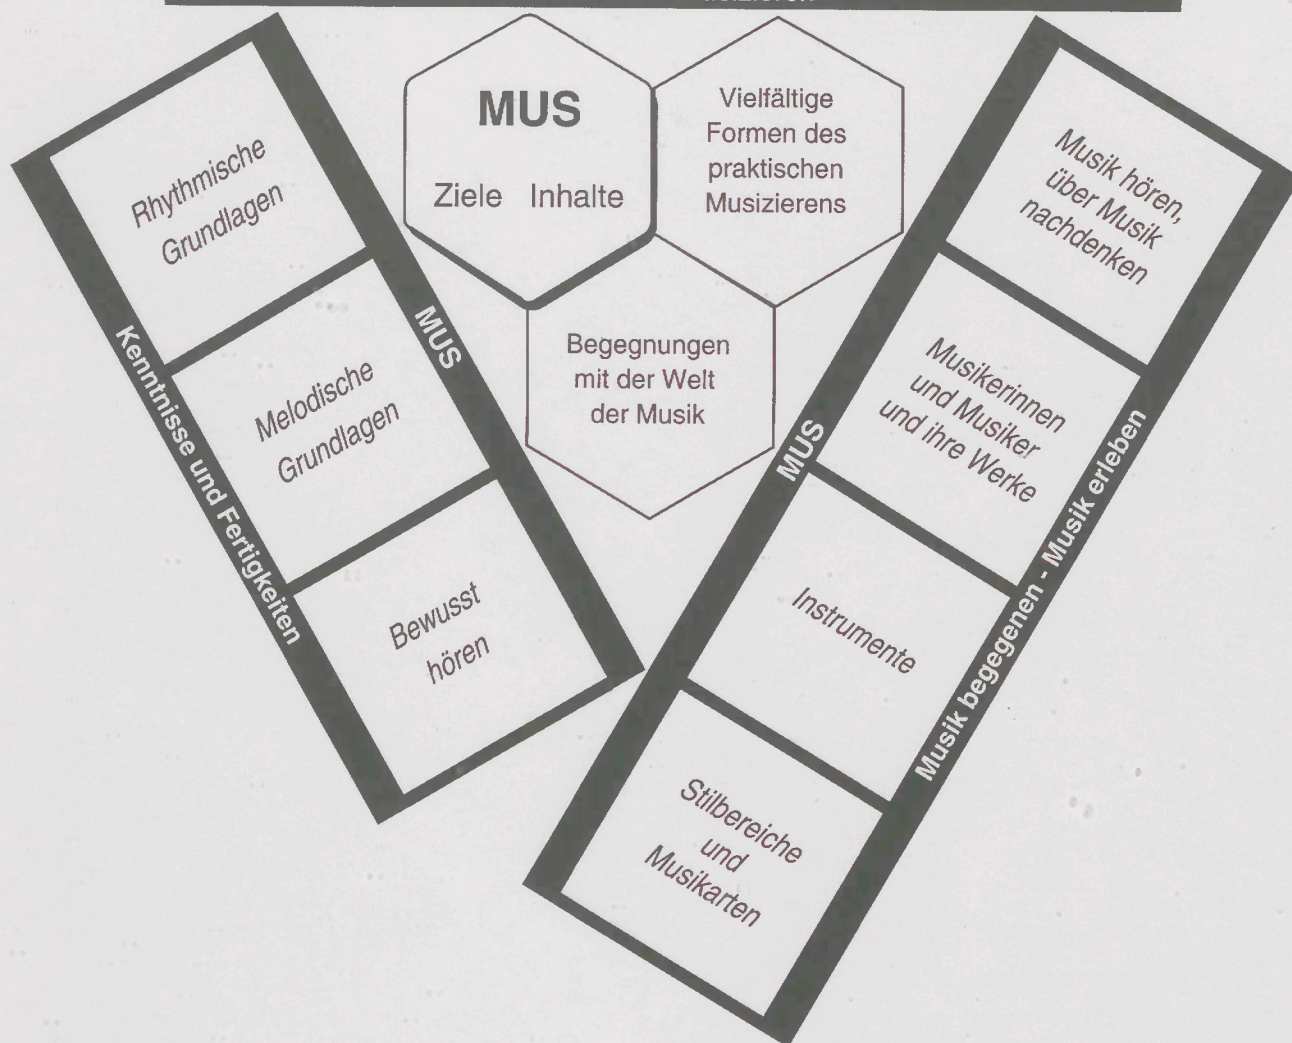 MUS
Ziele Inhalte
Vielfältige
Formen des
praktischen
Musizierens
Begegnungen
mit der Welt
der Musik
Rhythmische
Grundlagen
Melodische
Grundlagen
Bewusst
hören
Kenntnisse und Fertigkeiten
MUS
Musik hören,
über Musik
nachdenken
Musikerinnen
und Musiker
und ihre Werke
Instrumente
Stilbereiche
und
Musikarten
MUS
Musik begegenen - Musik erleben